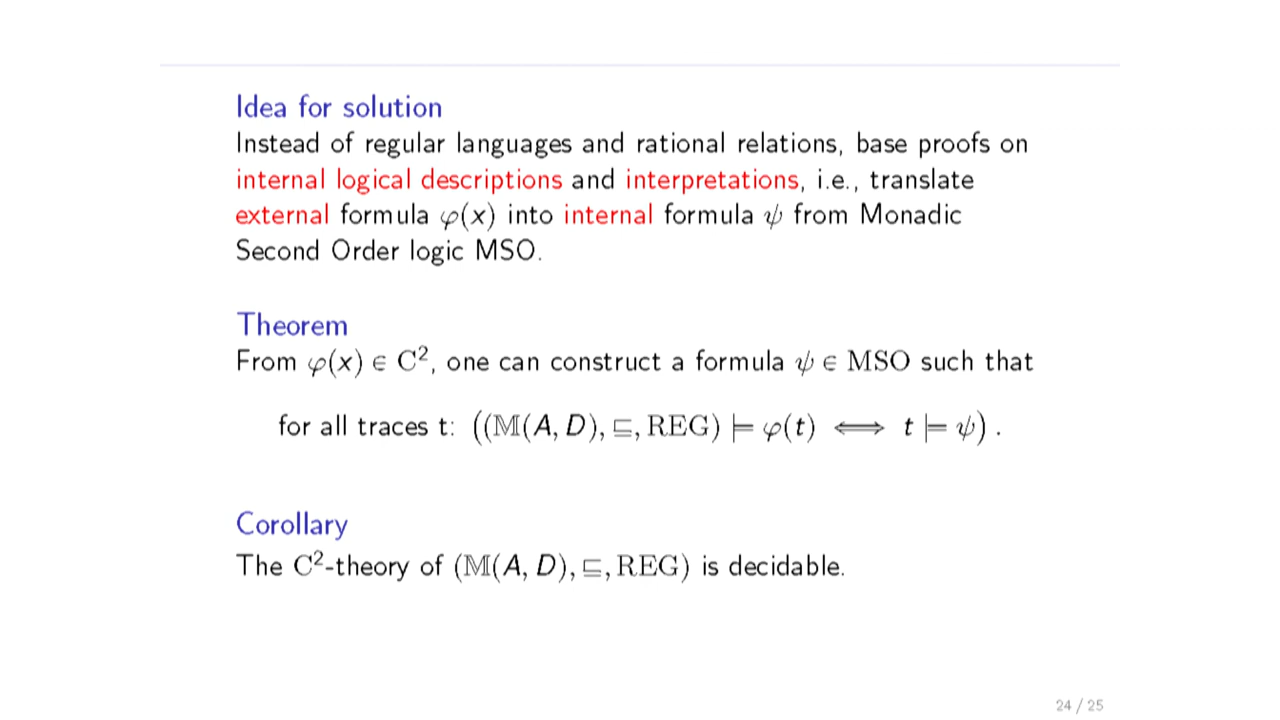 Idea for solution
Instead of regular languages and rational relations, base proofs on
internal logical descriptions and interpretations, i.e., translate
external formula φ(x) into internal formula ψ from Monadic
Second Order logic MSO.
Theorem
From φ(x) ∈ C², one can construct a formula ψ ∈ MSO such that
for all traces t: ((𝕄(A, D), ⊑, REG) ⊨ φ(t) ⟺ t ⊨ ψ) .
Corollary
The C²-theory of (𝕄(A, D), ⊑, REG) is decidable.
24 / 25